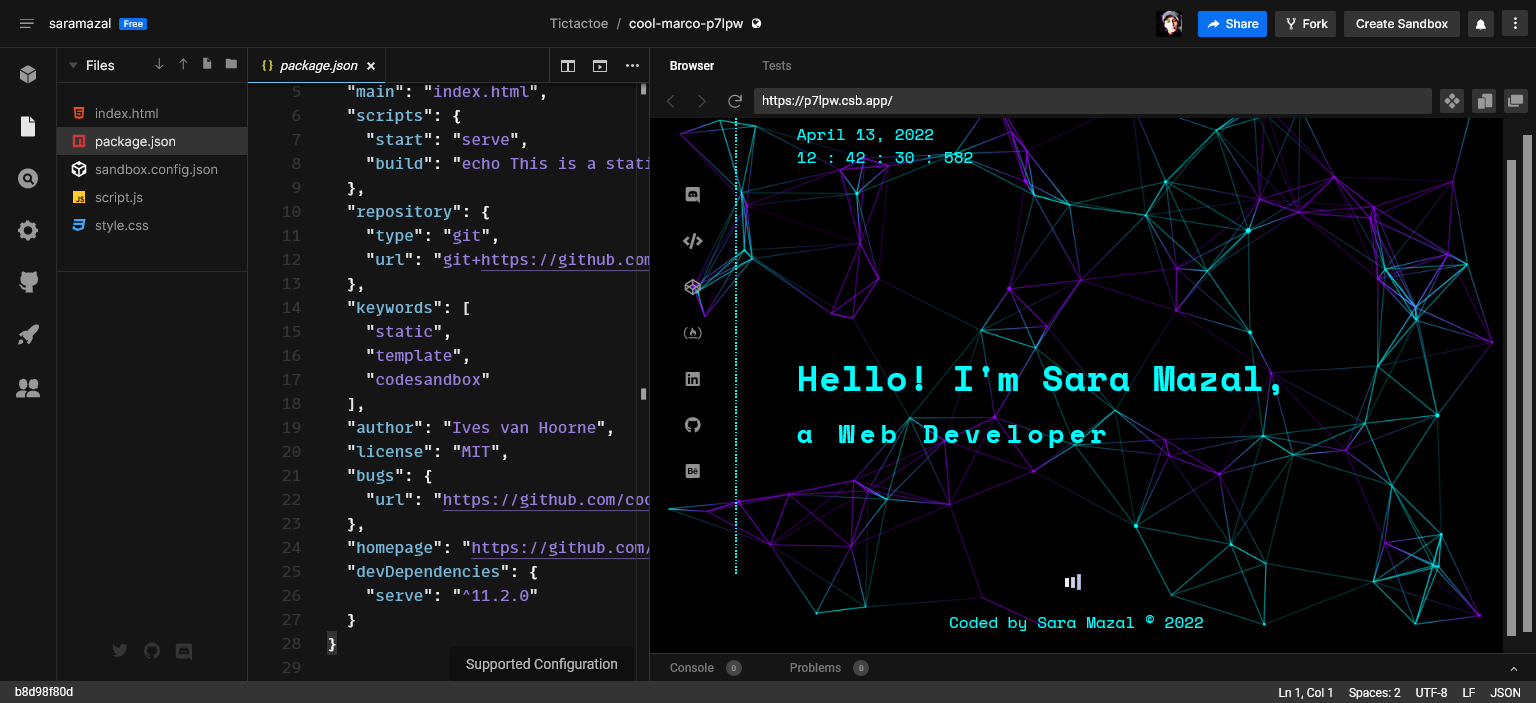 saramazal Free
Tictactoe / cool-marco-p7lpw
Share
Fork
Create Sandbox
Files
index.html
package.json
sandbox.config.json
script.js
style.css
{ } package.json
5 "main": "index.html",
6 "scripts": {
7 "start": "serve",
8 "build": "echo This is a stati
9 },
10 "repository": {
11 "type": "git",
12 "url": "git+https://github.com
13 },
14 "keywords": [
15 "static",
16 "template",
17 "codesandbox"
18 ],
19 "author": "Ives van Hoorne",
20 "license": "MIT",
21 "bugs": {
22 "url": "https://github.com/cod
23 },
24 "homepage": "https://github.com/
25 "devDependencies": {
26 "serve": "^11.2.0"
27 }
28 }
29
Supported Configuration
Browser
Tests
https://p7lpw.csb.app/
April 13, 2022
12 : 42 : 30 : 582
Hello! I'm Sara Mazal,
a Web Developer
Coded by Sara Mazal © 2022
Console 0
Problems 0
b8d98f80d
Ln 1, Col 1 Spaces: 2 UTF-8 LF JSON